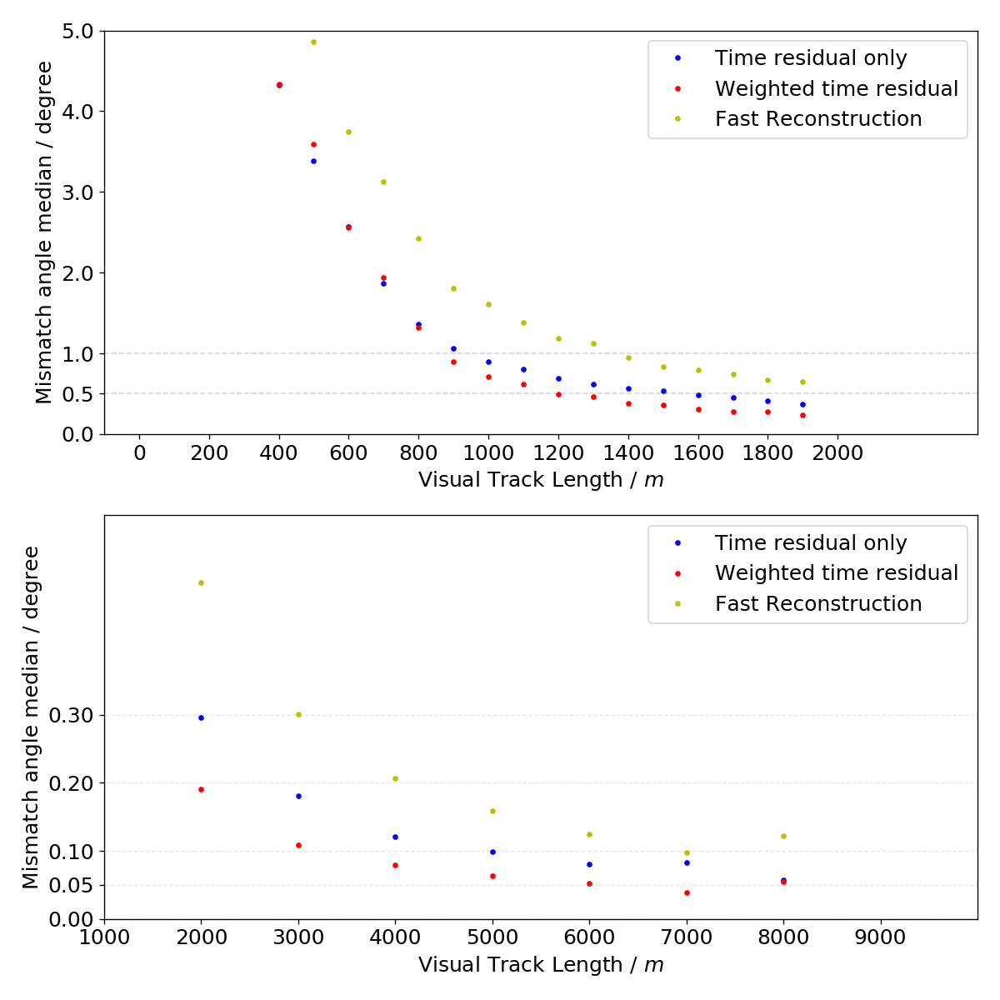 5.0
4.0
3.0
2.0
1.0
0.5
0.0
Mismatch angle median / degree
Time residual only
Weighted time residual
Fast Reconstruction
0 200 400 600 800 1000 1200 1400 1600 1800 2000
Visual Track Length / m
0.30
0.20
0.10
0.05
0.00
Mismatch angle median / degree
Time residual only
Weighted time residual
Fast Reconstruction
1000 2000 3000 4000 5000 6000 7000 8000 9000
Visual Track Length / m